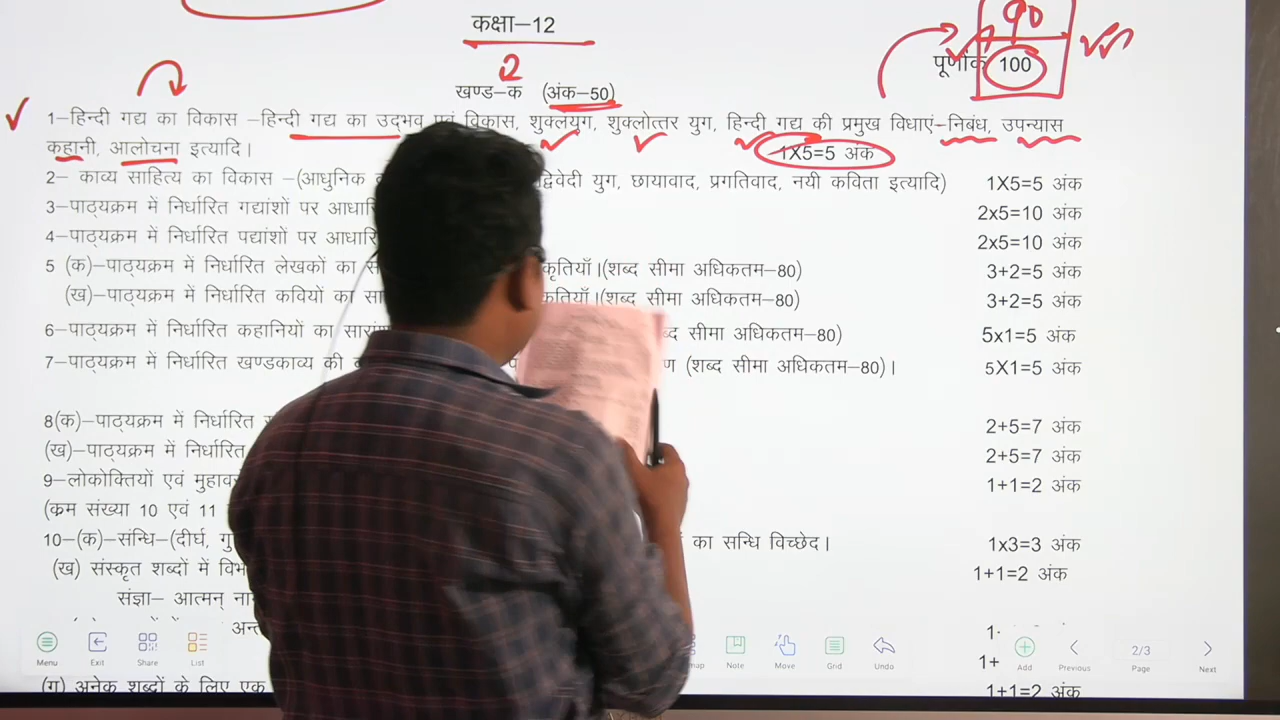 90
कक्षा–12
पूर्णांक 100
2
खण्ड–क (अंक–50)
1–हिन्दी गद्य का विकास –हिन्दी गद्य का उद्भव एवं विकास, शुक्लयुग, शुक्लोत्तर युग, हिन्दी गद्य की प्रमुख विधाएं–निबंध, उपन्यास
कहानी, आलोचना इत्यादि।
1X5=5 अंक
2– काव्य साहित्य का विकास –(आधुनिक द्विवेदी युग, छायावाद, प्रगतिवाद, नयी कविता इत्यादि) 1X5=5 अंक
3–पाठ्यक्रम में निर्धारित गद्यांशों पर 2x5=10 अंक
4–पाठ्यक्रम में निर्धारित पद्यांशों पर 2x5=10 अंक
5 (क)–पाठ्यक्रम में निर्धारित लेखकों का कृतियाँ।(शब्द सीमा अधिकतम–80) 3+2=5 अंक
(ख)–पाठ्यक्रम में निर्धारित कवियों का कृतियाँ।(शब्द सीमा अधिकतम–80) 3+2=5 अंक
6–पाठ्यक्रम में निर्धारित कहानियों का सीमा अधिकतम–80) 5x1=5 अंक
7–पाठ्यक्रम में निर्धारित खण्डकाव्य की (शब्द सीमा अधिकतम–80)। 5X1=5 अंक
8(क)–पाठ्यक्रम में निर्धारित 2+5=7 अंक
(ख)–पाठ्यक्रम में निर्धारित 2+5=7 अंक
9–लोकोक्तियों एवं 1+1=2 अंक
(क्रम संख्या 10 एवं 11
10–(क)–संन्धि–(दीर्घ, का सन्धि विच्छेद। 1x3=3 अंक
(ख) संस्कृत शब्दों में 1+1=2 अंक
संज्ञा– आत्मन्
Menu Exit Share List Note Move Grid Undo Add Previous 2/3 Page Next
(ग) अनेक शब्दों के लिए एक 1+1=2 अंक